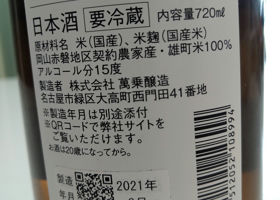 日本酒 要冷蔵 内容量720㎖
原材料名 米(国産)、米麹(国産米)
岡山赤磐地区契約農家産・雄町米100%
アルコール分15度
製造者 株式会社 萬乗醸造
名古屋市緑区大高町西門田41番地
※製造年月は別途添付
※QRコードで弊社サイトを
ご覧いただけます。
お酒は20歳になってから。
製造
年月
2021年
512052108994